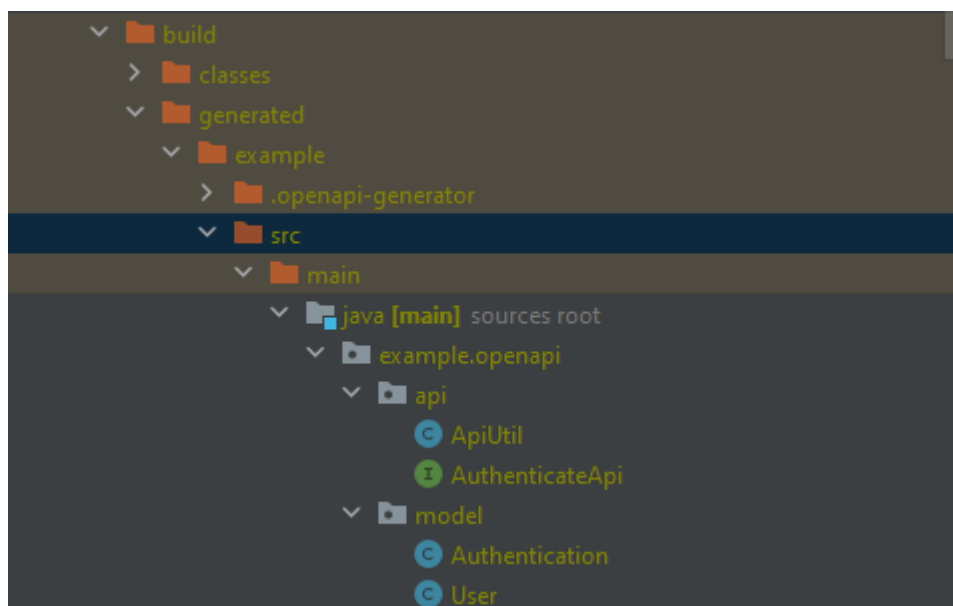 build
classes
generated
example
.openapi-generator
src
main
java [main] sources root
example.openapi
api
C ApiUtil
I AuthenticateApi
model
C Authentication
C User